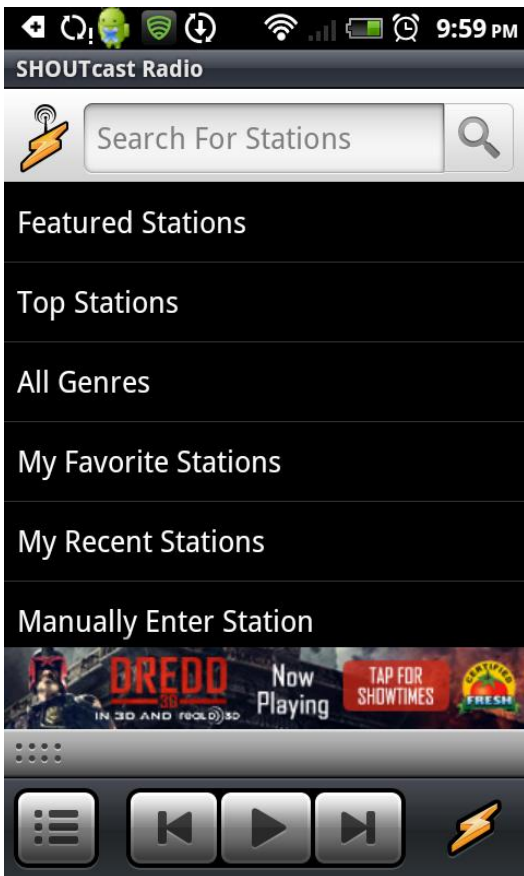 9:59 PM
SHOUTcast Radio
Search For Stations
Featured Stations
Top Stations
All Genres
My Favorite Stations
My Recent Stations
Manually Enter Station
DREDD
3D
IN 3D AND REALD 3D
Now
Playing
TAP FOR
SHOWTIMES
CERTIFIED
FRESH